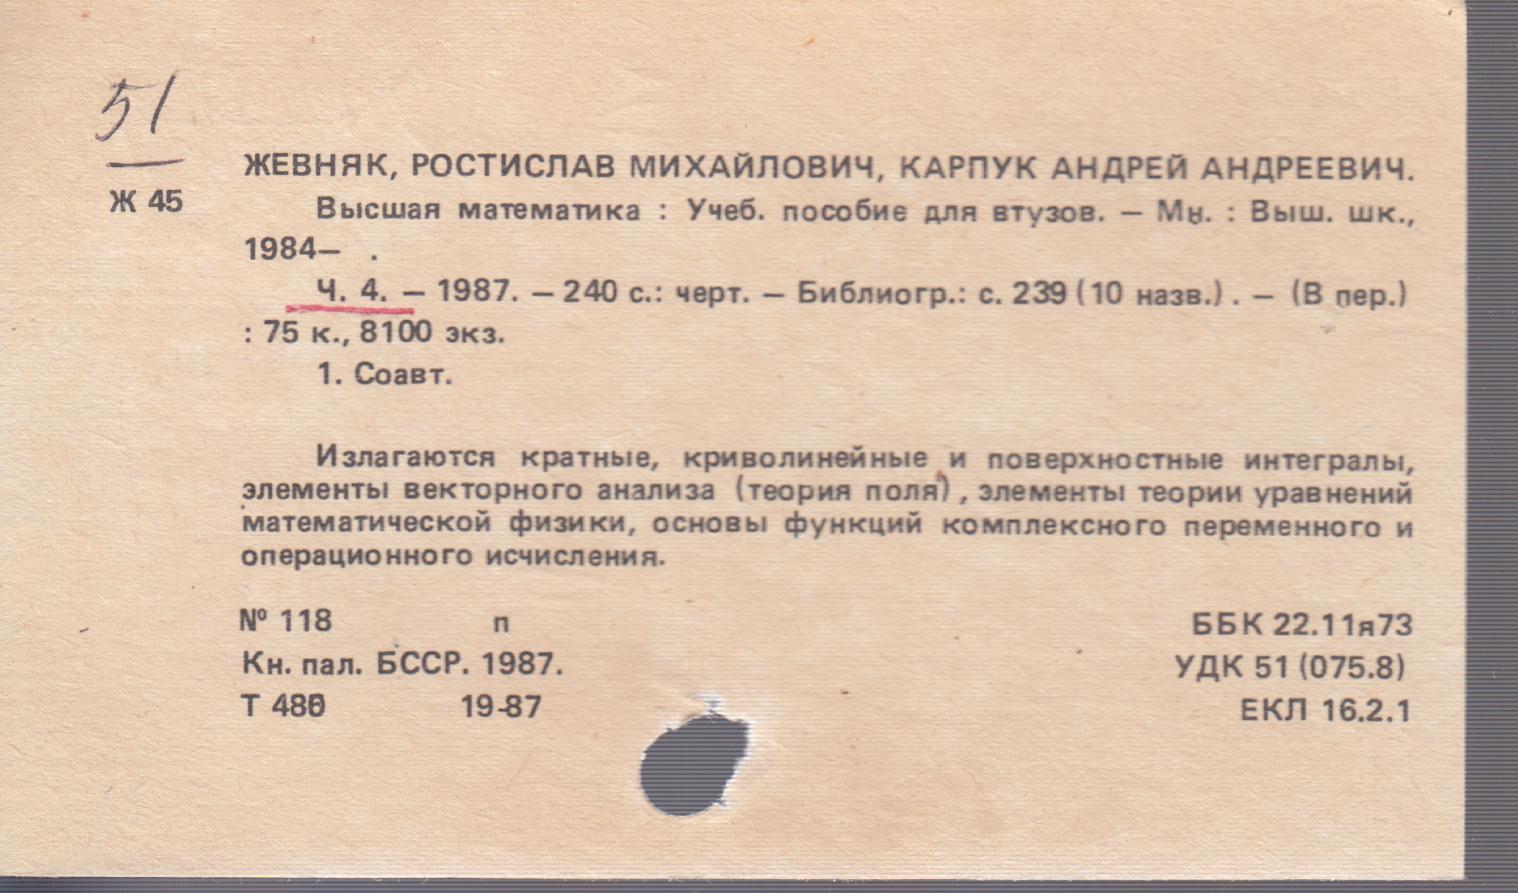 51
Ж 45
ЖЕВНЯК, РОСТИСЛАВ МИХАЙЛОВИЧ, КАРПУК АНДРЕЙ АНДРЕЕВИЧ.
Высшая математика : Учеб. пособие для втузов. — Мн. : Выш. шк.,
1984— .
Ч. 4. — 1987. — 240 с.: черт. — Библиогр.: с. 239 (10 назв.) . — (В пер.)
: 75 к., 8100 экз.
1. Соавт.
Излагаются кратные, криволинейные и поверхностные интегралы,
элементы векторного анализа (теория поля) , элементы теории уравнений
математической физики, основы функций комплексного переменного и
операционного исчисления.
№ 118 п ББК 22.11я73
Кн. пал. БССР. 1987. УДК 51 (075.8)
Т 19-87 ЕКЛ 16.2.1